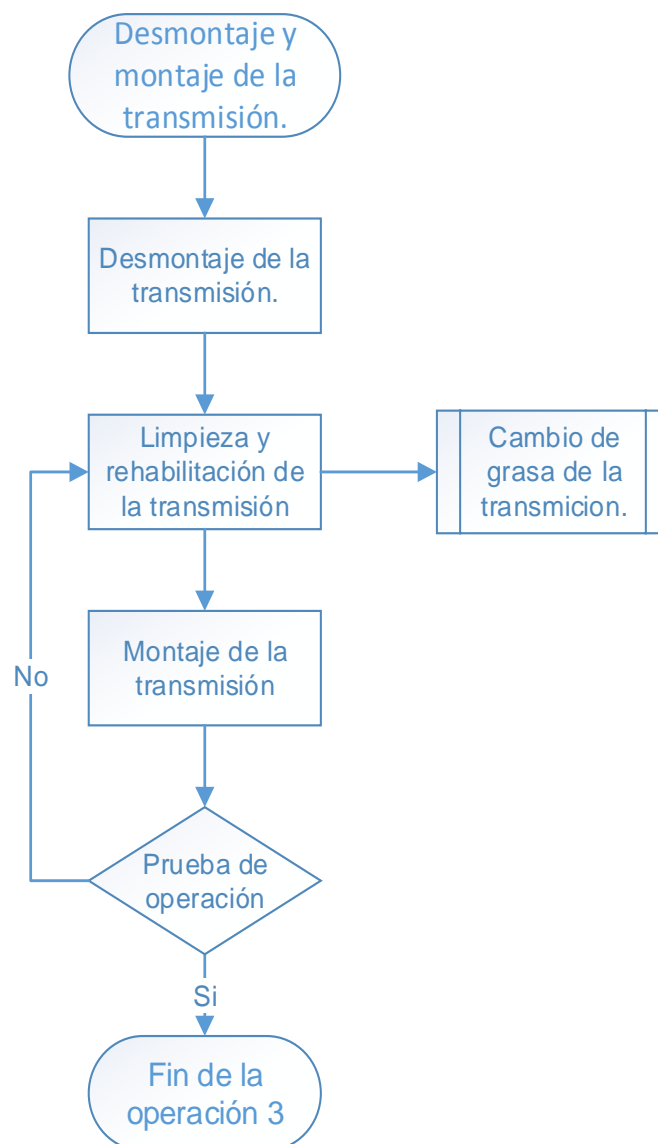 Desmontaje y
montaje de la
transmisión.
Desmontaje de la
transmisión.
Limpieza y
rehabilitación de
la transmisión
Cambio de
grasa de la
transmicion.
Montaje de la
transmisión
No
Prueba de
operación
Si
Fin de la
operación 3